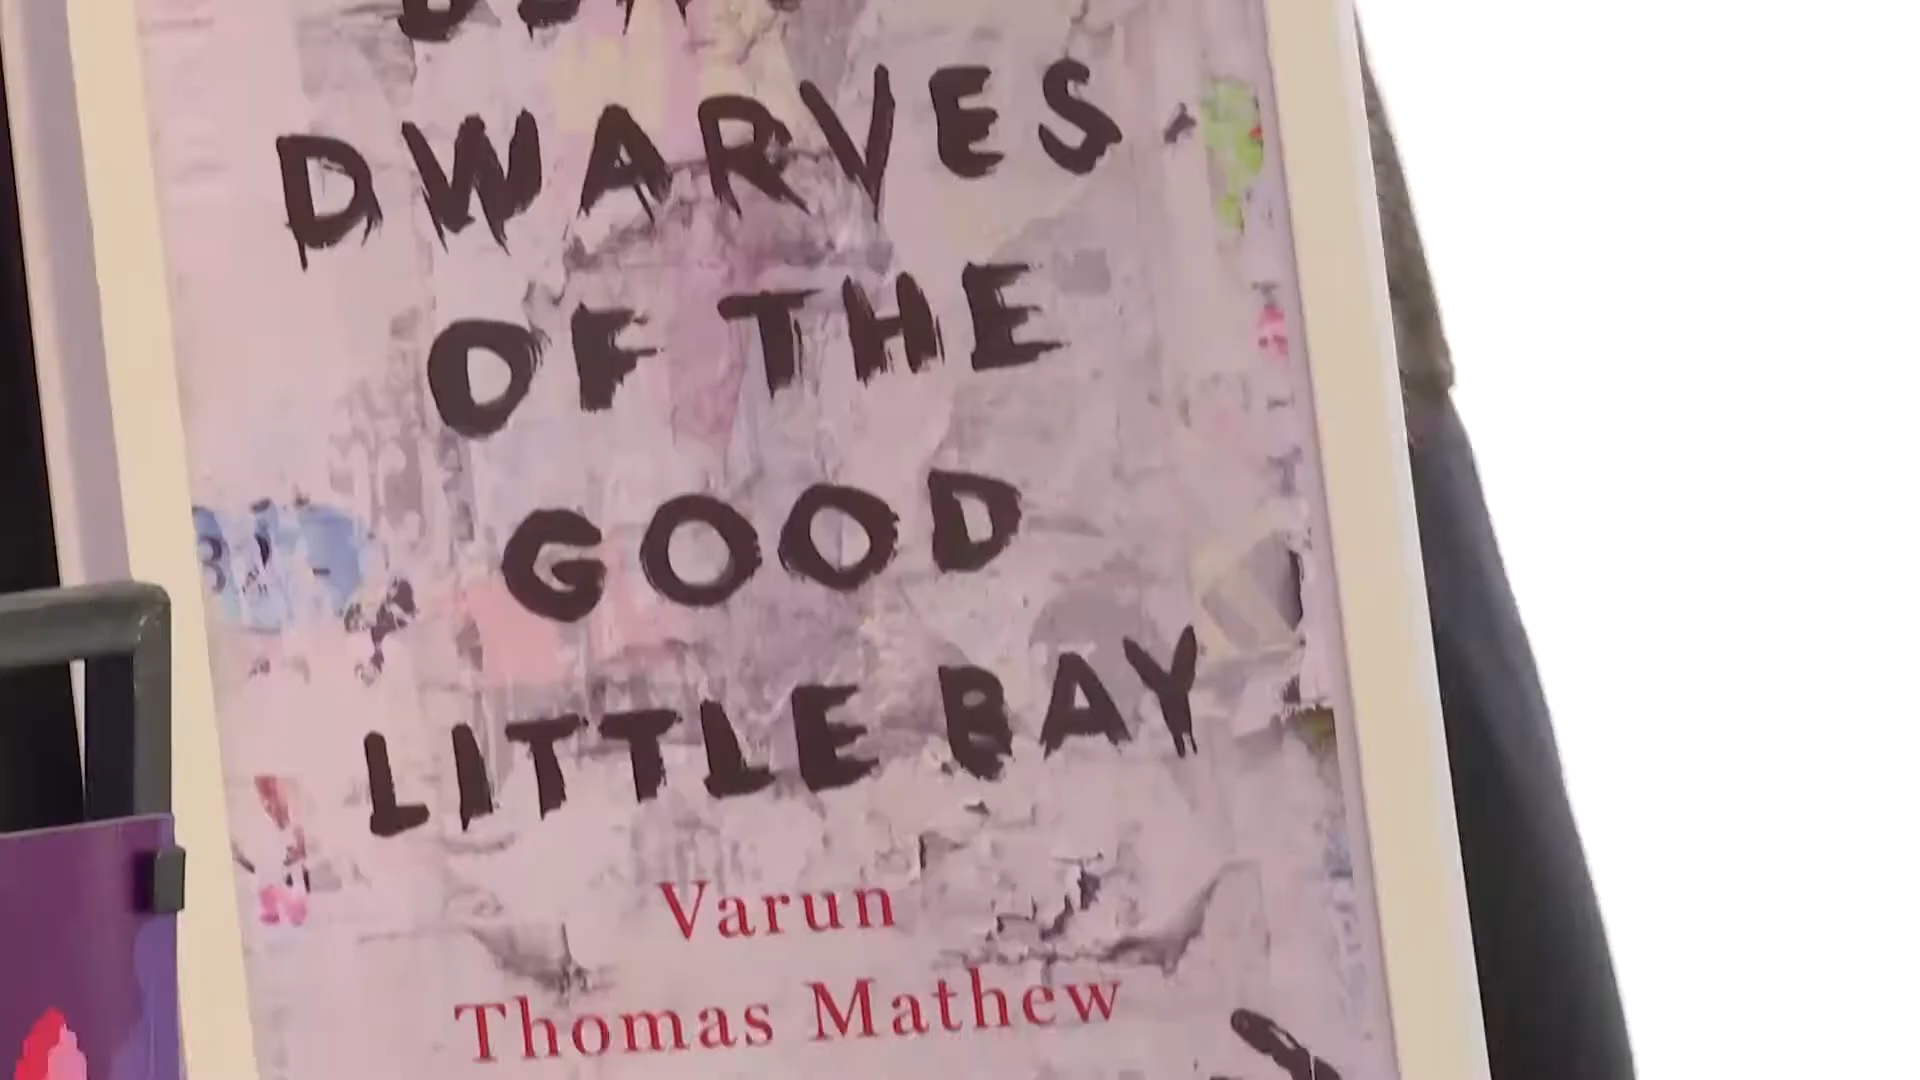 DWARVES
OF THE
GOOD
LITTLE BAY
Varun
Thomas Mathew